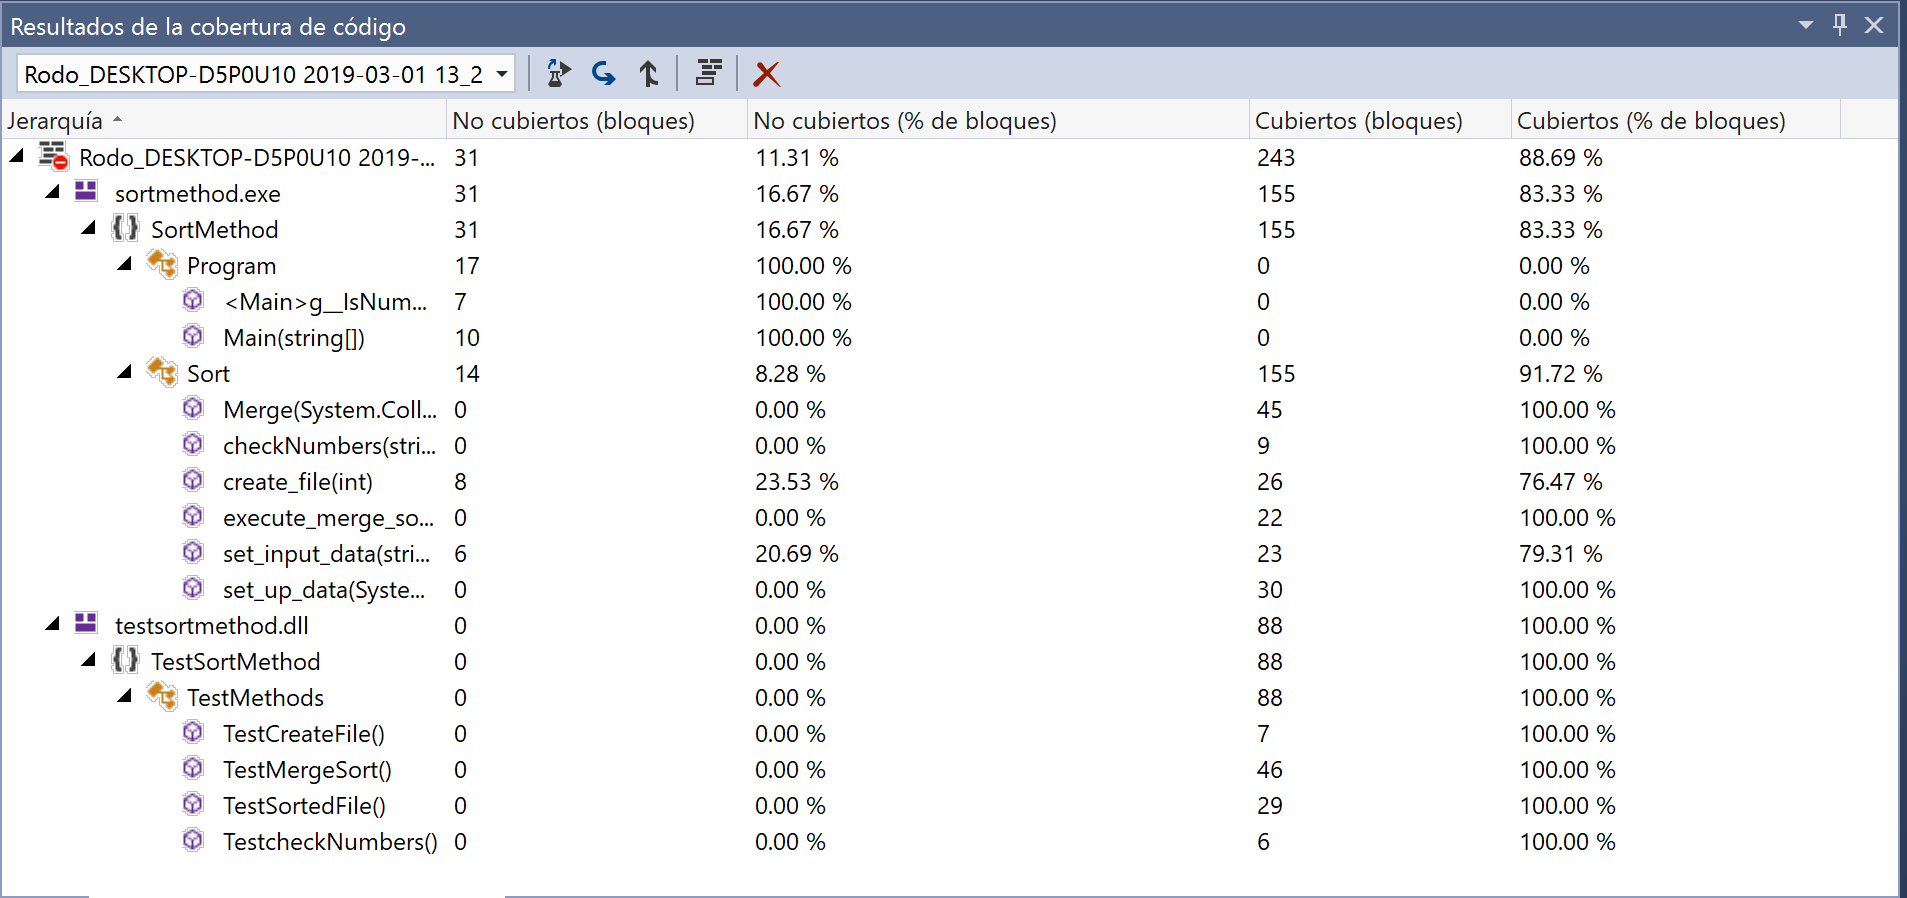 Resultados de la cobertura de código
Rodo_DESKTOP-D5P0U10 2019-03-01 13_2
Jerarquía No cubiertos (bloques) No cubiertos (% de bloques) Cubiertos (bloques) Cubiertos (% de bloques)
Rodo_DESKTOP-D5P0U10 2019-... 31 11.31 % 243 88.69 %
sortmethod.exe 31 16.67 % 155 83.33 %
SortMethod 31 16.67 % 155 83.33 %
Program 17 100.00 % 0 0.00 %
<Main>g__IsNum... 7 100.00 % 0 0.00 %
Main(string[]) 10 100.00 % 0 0.00 %
Sort 14 8.28 % 155 91.72 %
Merge(System.Coll... 0 0.00 % 45 100.00 %
checkNumbers(stri... 0 0.00 % 9 100.00 %
create_file(int) 8 23.53 % 26 76.47 %
execute_merge_so... 0 0.00 % 22 100.00 %
set_input_data(stri... 6 20.69 % 23 79.31 %
set_up_data(Syste... 0 0.00 % 30 100.00 %
testsortmethod.dll 0 0.00 % 88 100.00 %
TestSortMethod 0 0.00 % 88 100.00 %
TestMethods 0 0.00 % 88 100.00 %
TestCreateFile() 0 0.00 % 7 100.00 %
TestMergeSort() 0 0.00 % 46 100.00 %
TestSortedFile() 0 0.00 % 29 100.00 %
TestcheckNumbers() 0 0.00 % 6 100.00 %